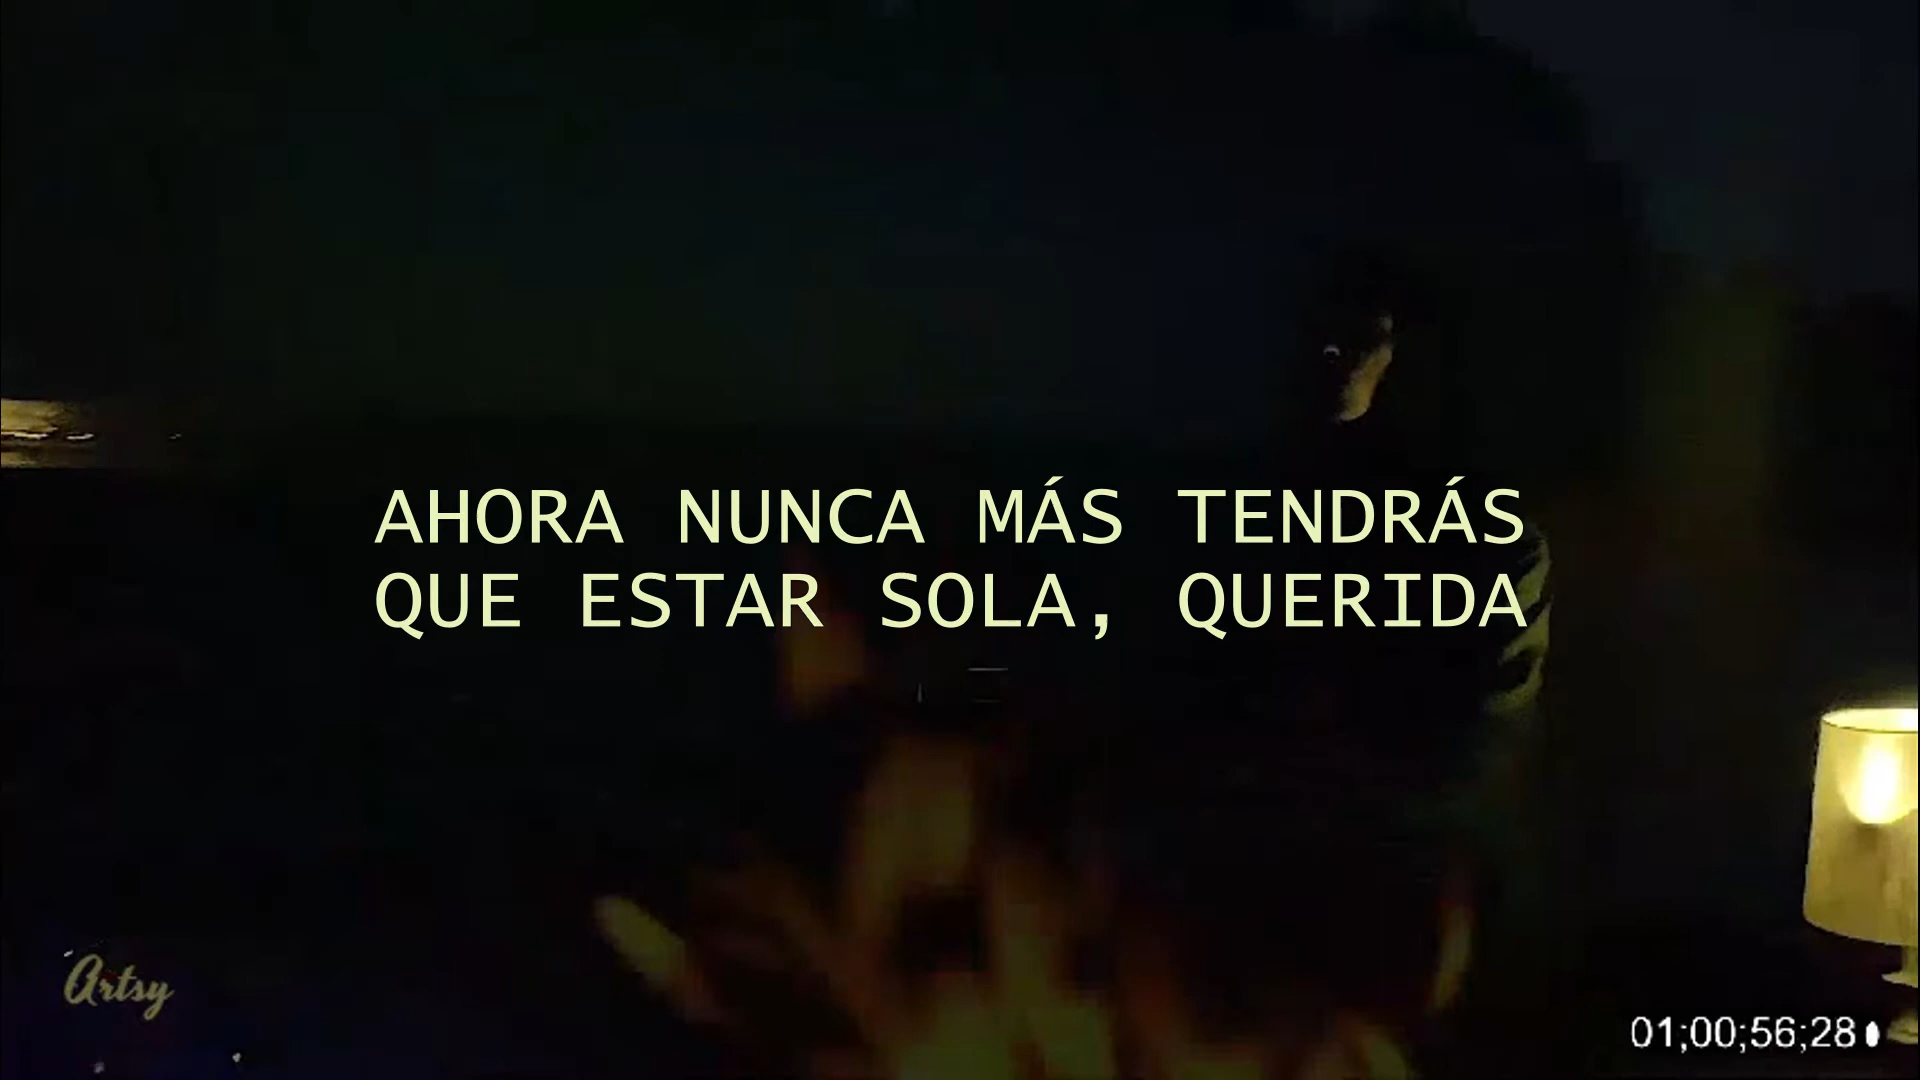 AHORA NUNCA MÁS TENDRÁS
QUE ESTAR SOLA, QUERIDA
Artsy
01;00;56;28